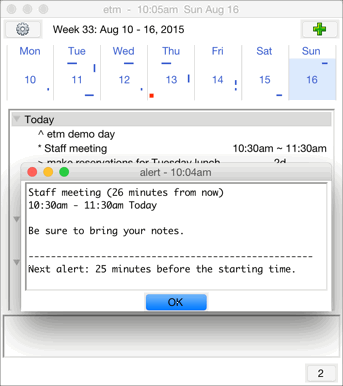 etm - 10:05am Sun Aug 16
Week 33: Aug 10 - 16, 2015
Mon Tue Wed Thu Fri Sat Sun
10 11 12 13 14 15 16
Today
^ etm demo day
* Staff meeting 10:30am ~ 11:30am
> make reservations for Tuesday lunch 2d
alert - 10:04am
Staff meeting (26 minutes from now)
10:30am - 11:30am Today
Be sure to bring your notes.
--------------------------------------------------
Next alert: 25 minutes before the starting time.
OK
2